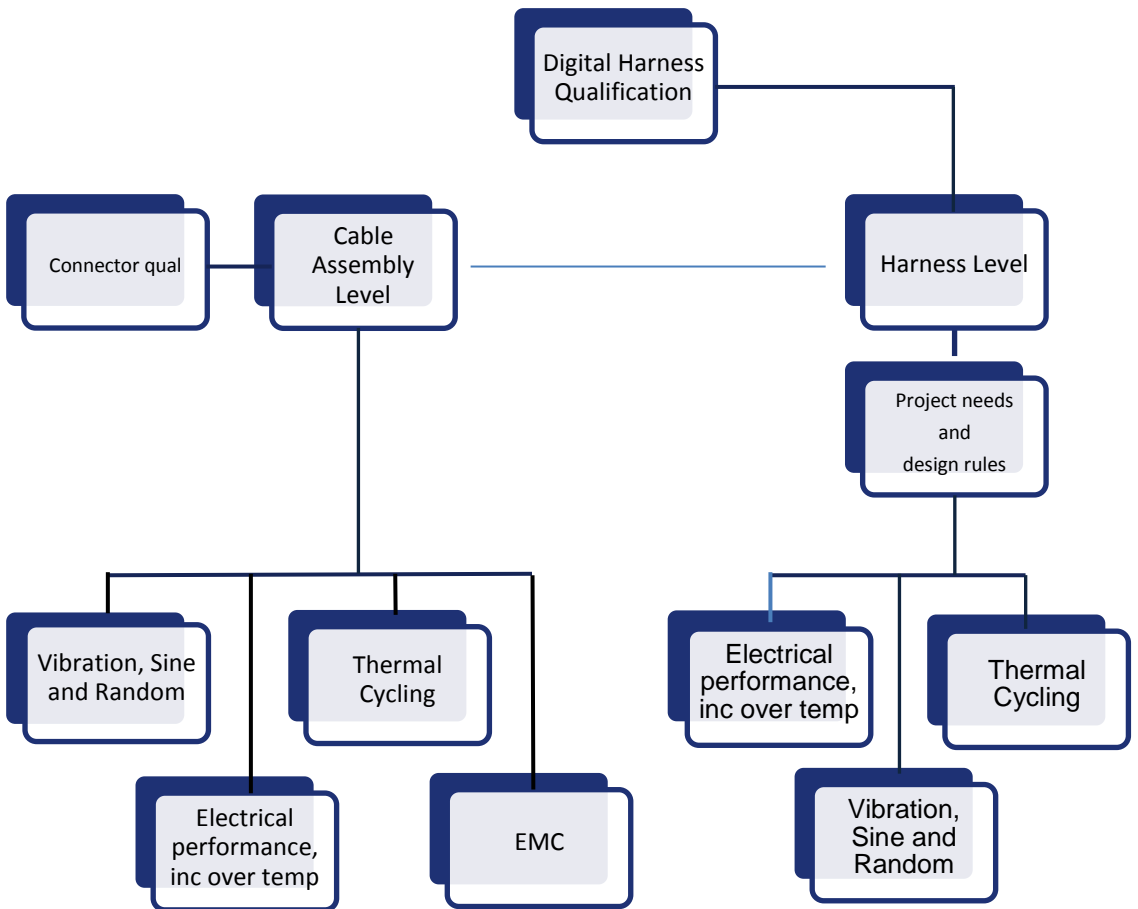 Digital Harness
Qualification
Connector qual
Cable
Assembly
Level
Harness Level
Project needs
and
design rules
Vibration, Sine
and Random
Thermal
Cycling
Electrical
performance,
inc over temp
EMC
Electrical
performance,
inc over temp
Thermal
Cycling
Vibration,
Sine and
Random